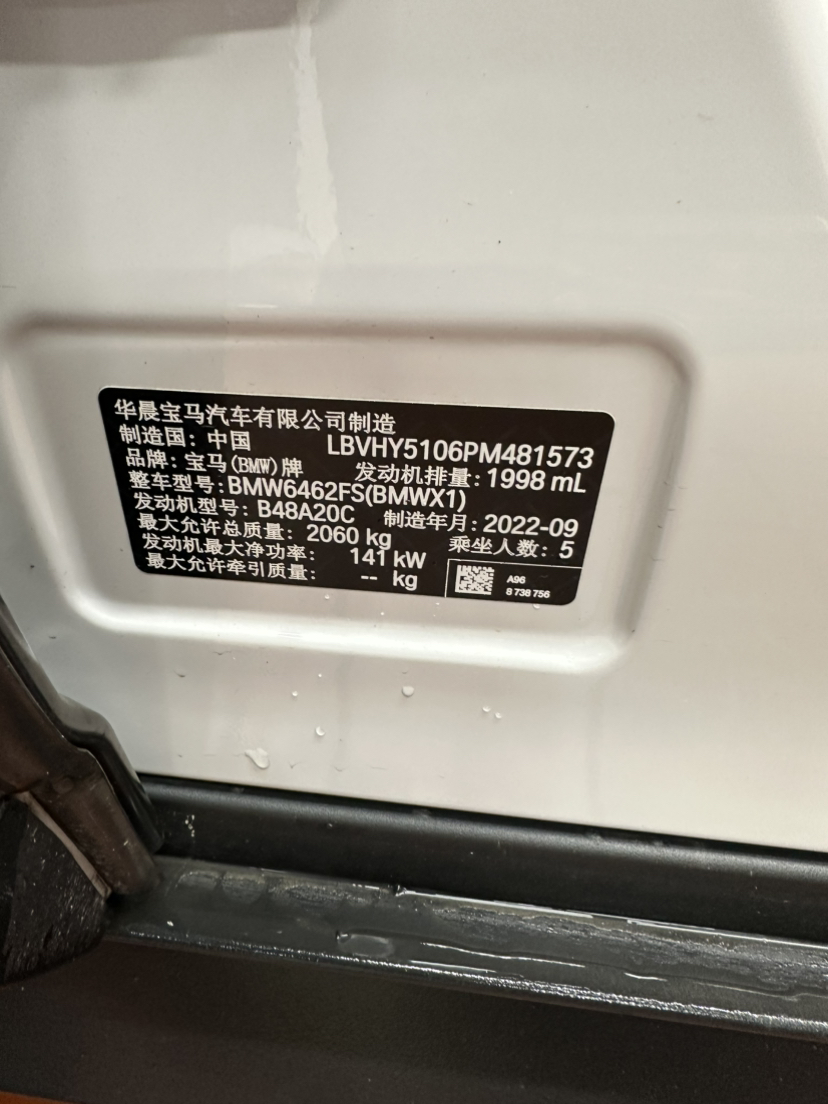 华晨宝马汽车有限公司制造
制造国：中国 LBVHY5106PM481573
品牌：宝马(BMW)牌 发动机排量：1998 mL
整车型号：BMW6462FS(BMWX1)
发动机型号：B48A20C 制造年月：2022-09
最大允许总质量：2060 kg 乘坐人数：5
发动机最大净功率：141 kW
最大允许牵引质量：-- kg
A96
8 738 756